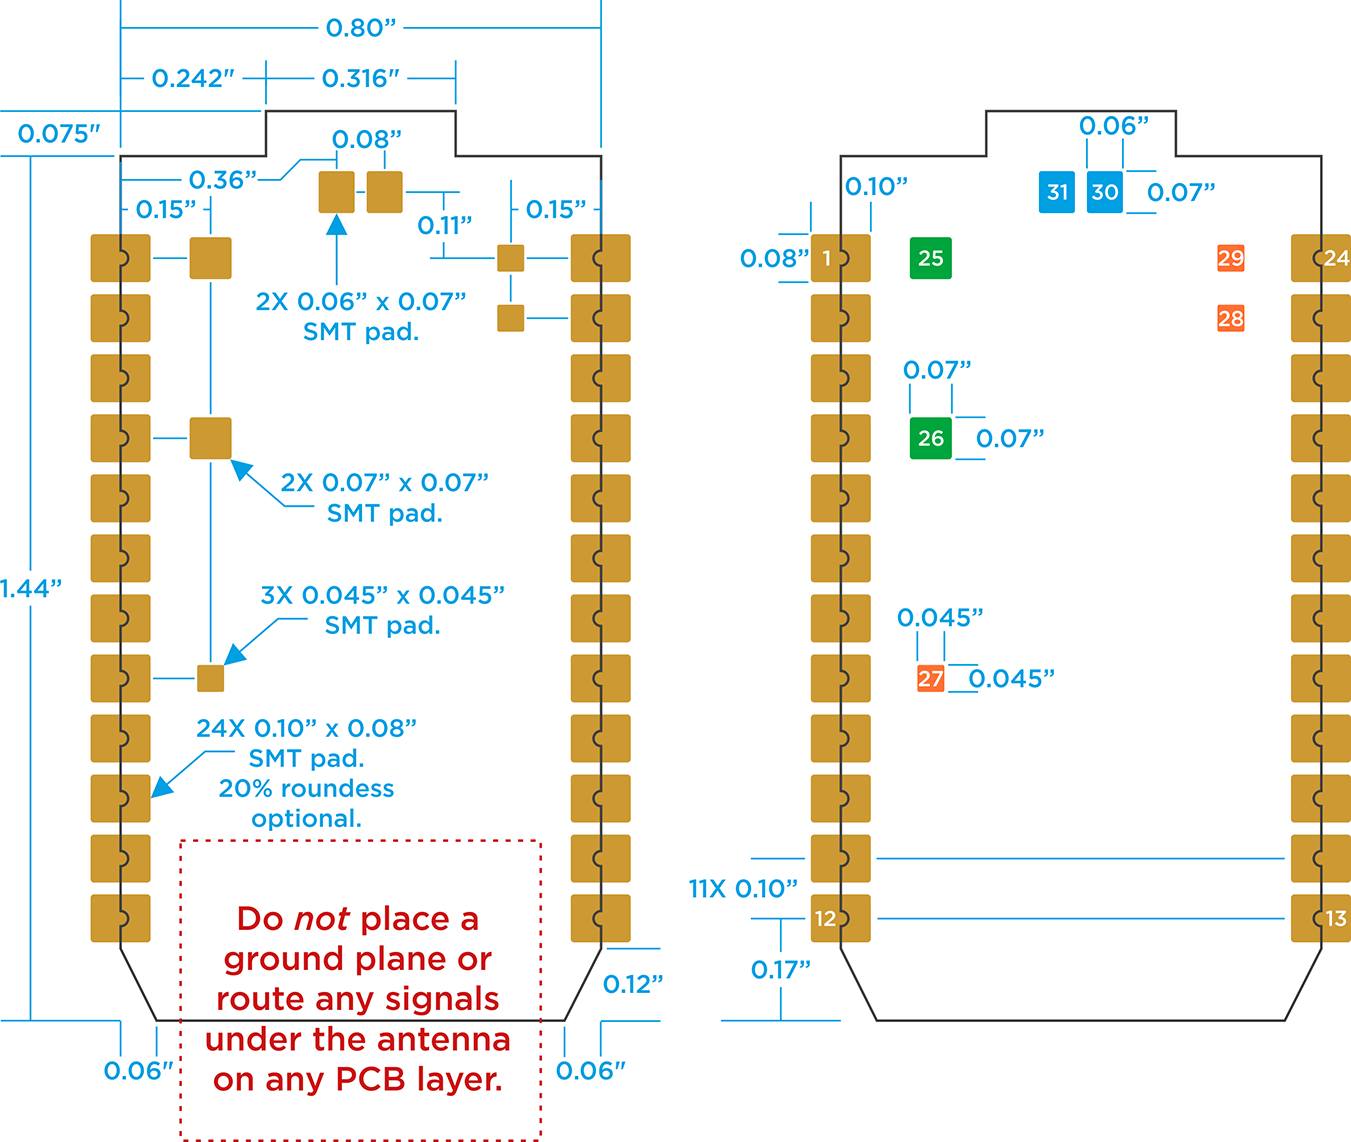 0.80”
0.242"
0.316"
0.075"
0.08”
0.36”
0.15”
0.11”
0.15”
2X 0.06” x 0.07”
SMT pad.
2X 0.07” x 0.07”
SMT pad.
1.44”
3X 0.045” x 0.045”
SMT pad.
24X 0.10” x 0.08”
SMT pad.
20% roundess
optional.
Do not place a
ground plane or
route any signals
under the antenna
on any PCB layer.
0.12”
0.06"
0.06"
0.06”
0.10”
31
30
0.07”
0.08”
1
25
29
24
28
0.07”
26
0.07”
0.045”
27
0.045”
11X 0.10”
12
13
0.17”